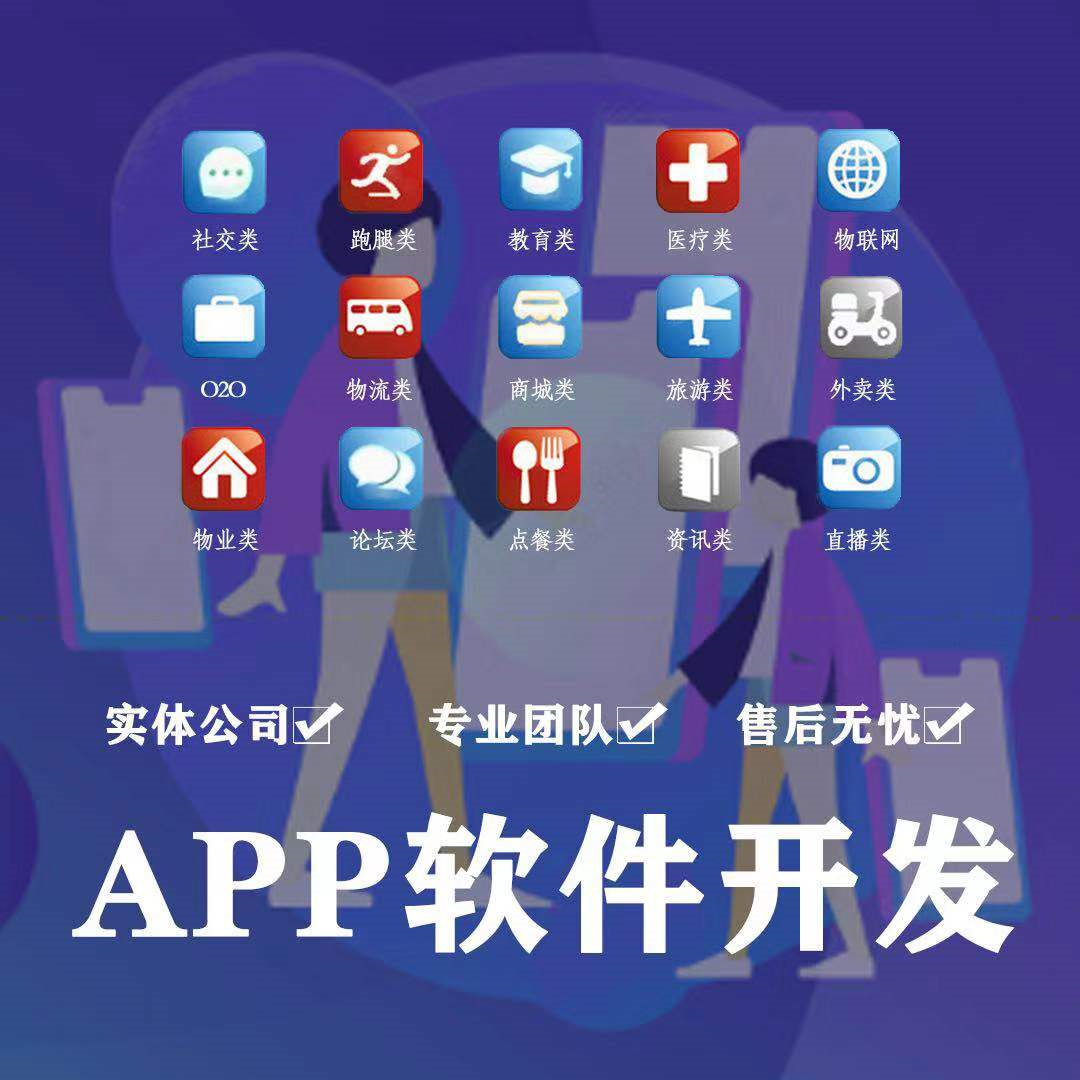 社交类 跑腿类 教育类 医疗类 物联网
O2O 物流类 商城类 旅游类 外卖类
物业类 论坛类 点餐类 资讯类 直播类
实体公司 专业团队 售后无忧
APP软件开发